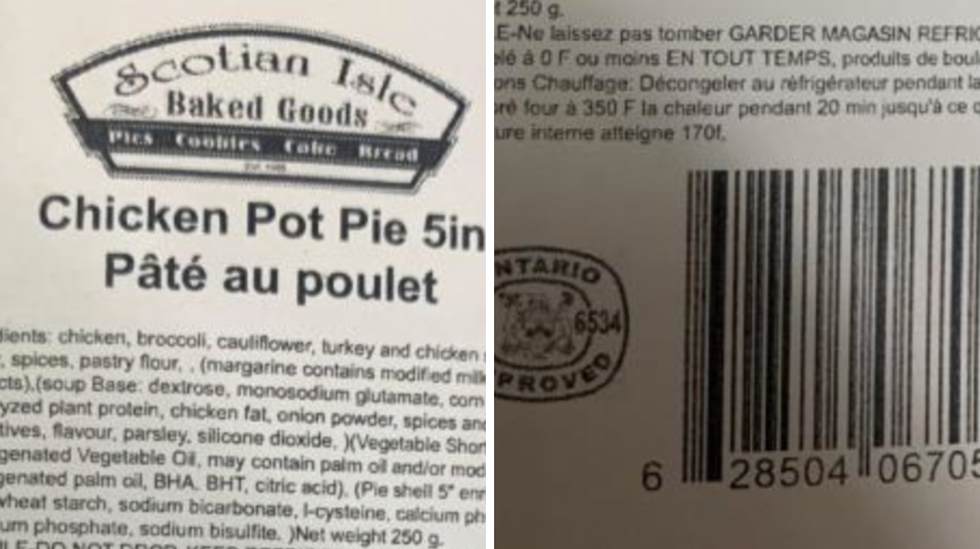 Scotian Isle
Baked Goods
Pies Cookies Cake Bread
Chicken Pot Pie 5in
Pâté au poulet
dients: chicken, broccoli, cauliflower, turkey and chicken
, spices, pastry flour, . (margarine contains modified milk
cts),(soup Base: dextrose, monosodium glutamate, corn
yzed plant protein, chicken fat, onion powder, spices and
tives, flavour, parsley, silicone dioxide, )(Vegetable Shor
genated Vegetable Oil, may contain palm oil and/or mod
genated palm oil, BHA. BHT, citric acid), (Pie shell 5" enr
wheat starch, sodium bicarbonate, l-cysteine, calcium ph
um phosphate, sodium bisulfite. )Net weight 250 g.
t 250 g.
E-Ne laissez pas tomber GARDER MAGASIN REFRIG
elé à 0 F ou moins EN TOUT TEMPS, produits de boul
ons Chauffage: Décongeler au réfrigérateur pendant la
ré four à 350 F la chaleur pendant 20 min jusqu'à ce
ure interne atteigne 170f.
ONTARIO
6534
APPROVED
6 28504 06705